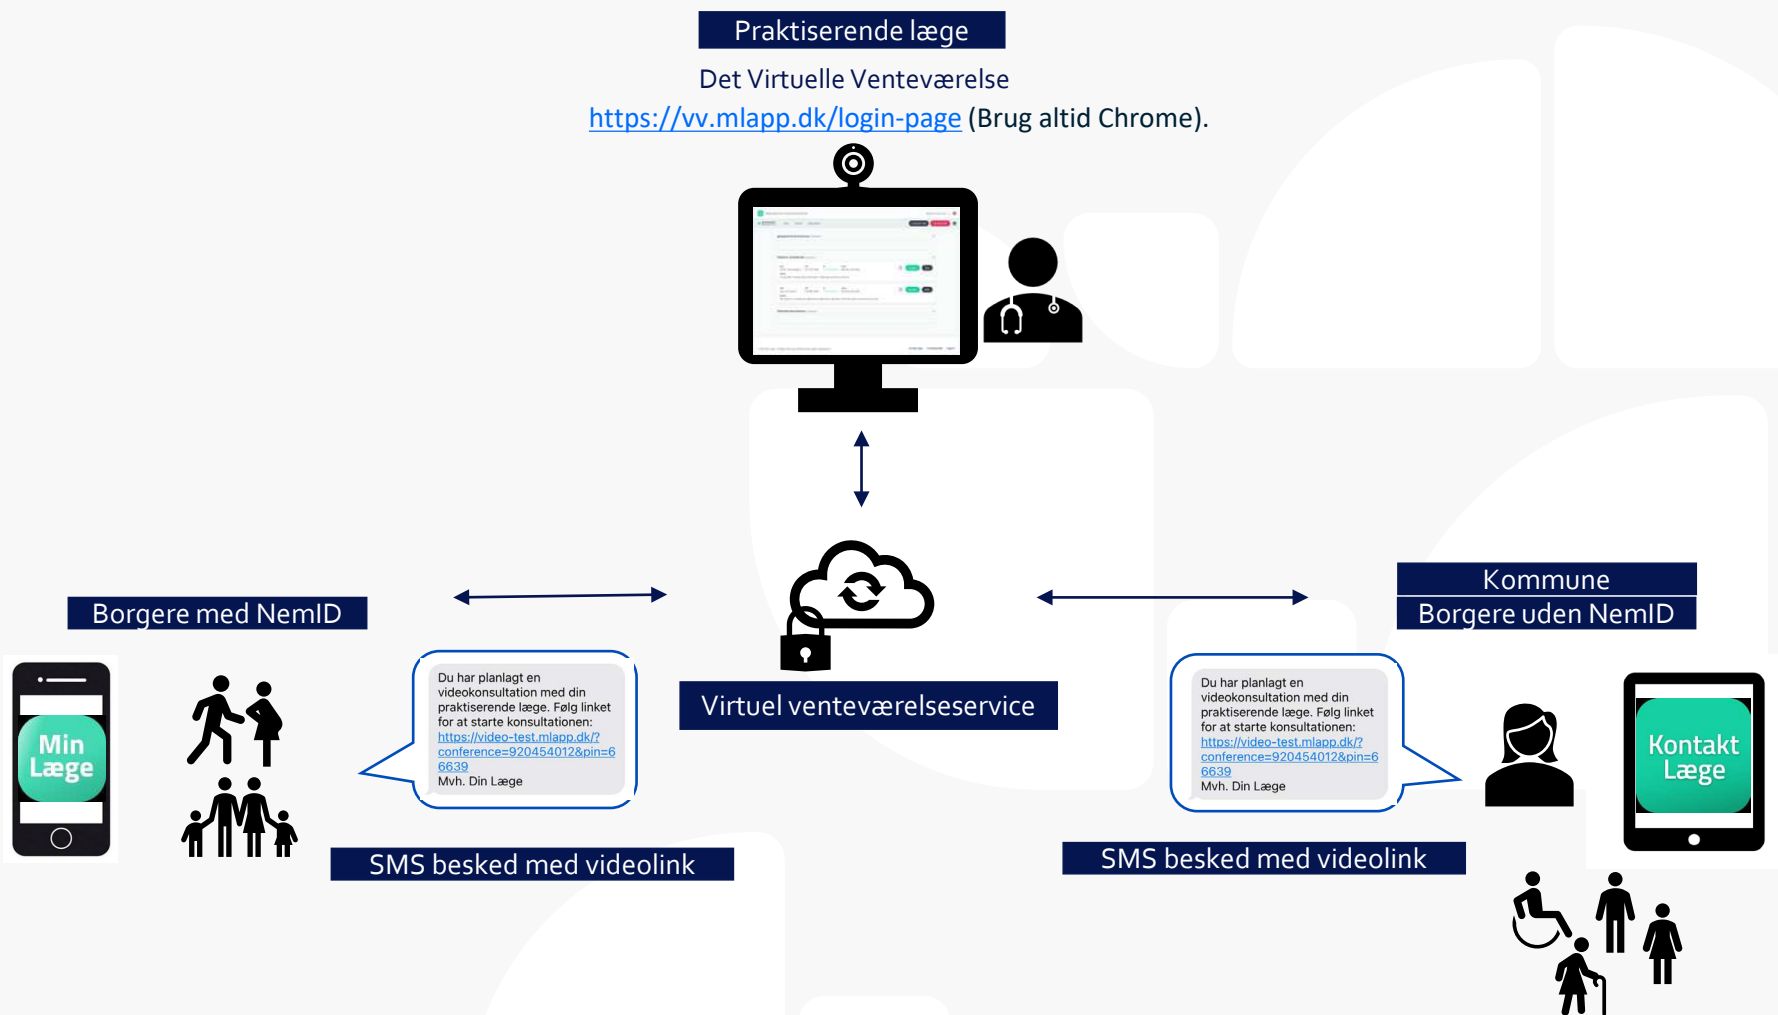 Praktiserende læge
Det Virtuelle Venteværelse
https://vv.mlapp.dk/login-page (Brug altid Chrome).
Borgere med NemID
Kommune
Borgere uden NemID
Min
Læge
Du har planlagt en
videokonsultation med din
praktiserende læge. Følg linket
for at starte konsultationen:
https://video-test.mlapp.dk/?
conference=920454012&pin=6
6639
Mvh. Din Læge
Virtuel venteværelseservice
Du har planlagt en
videokonsultation med din
praktiserende læge. Følg linket
for at starte konsultationen:
https://video-test.mlapp.dk/?
conference=920454012&pin=6
6639
Mvh. Din Læge
Kontakt
Læge
SMS besked med videolink
SMS besked med videolink